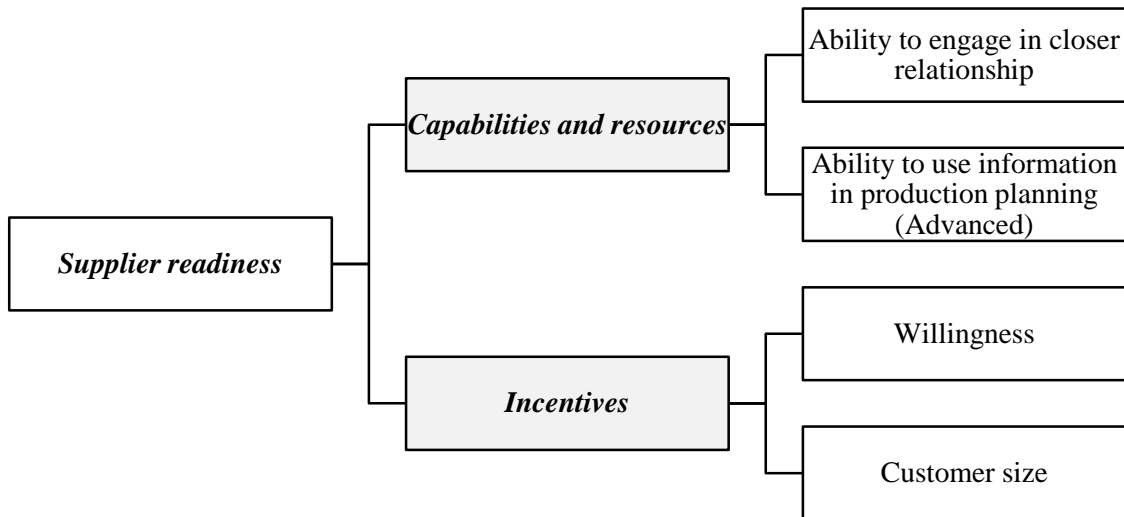 Supplier readiness
Capabilities and resources
Ability to engage in closer
relationship
Ability to use information
in production planning
(Advanced)
Incentives
Willingness
Customer size